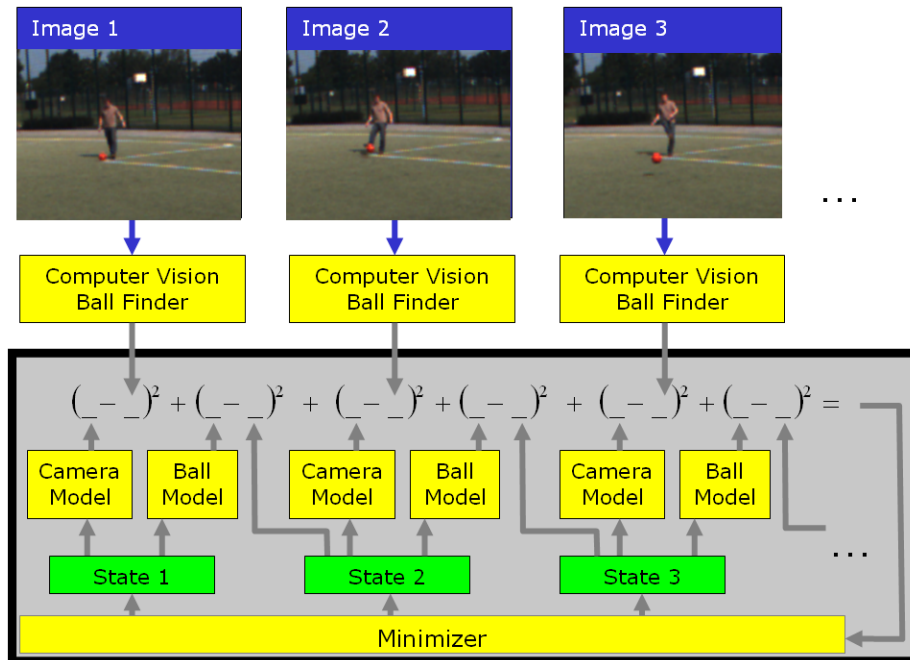 Image 1
Image 2
Image 3
...
Computer Vision
Ball Finder
Computer Vision
Ball Finder
Computer Vision
Ball Finder
(_ - _)² + (_ - _)² + (_ - _)² + (_ - _)² + (_ - _)² + (_ - _)² =
Camera
Model
Ball
Model
Camera
Model
Ball
Model
Camera
Model
Ball
Model
...
State 1
State 2
State 3
Minimizer